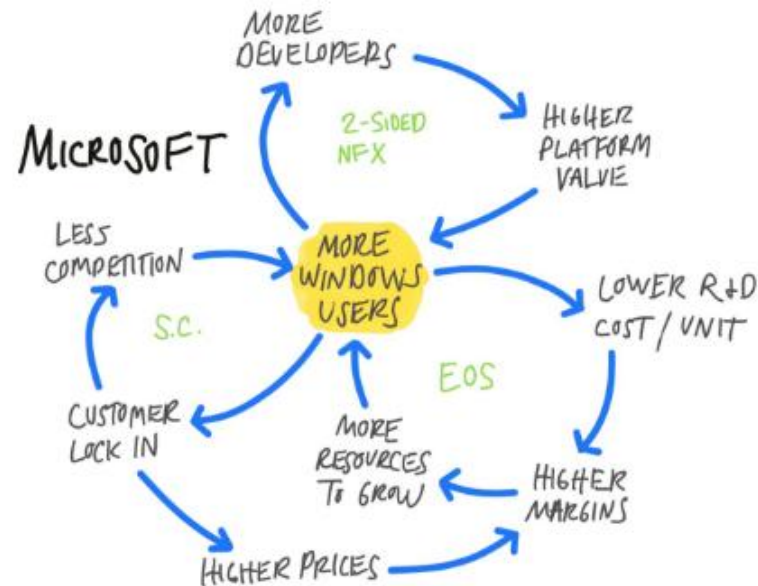 MORE
DEVELOPERS
2-SIDED
NFX
HIGHER
PLATFORM
VALUE
MICROSOFT
LESS
COMPETITION
MORE
WINDOWS
USERS
LOWER R&D
COST / UNIT
S.C.
EOS
CUSTOMER
LOCK IN
MORE
RESOURCES
TO GROW
HIGHER
MARGINS
HIGHER PRICES